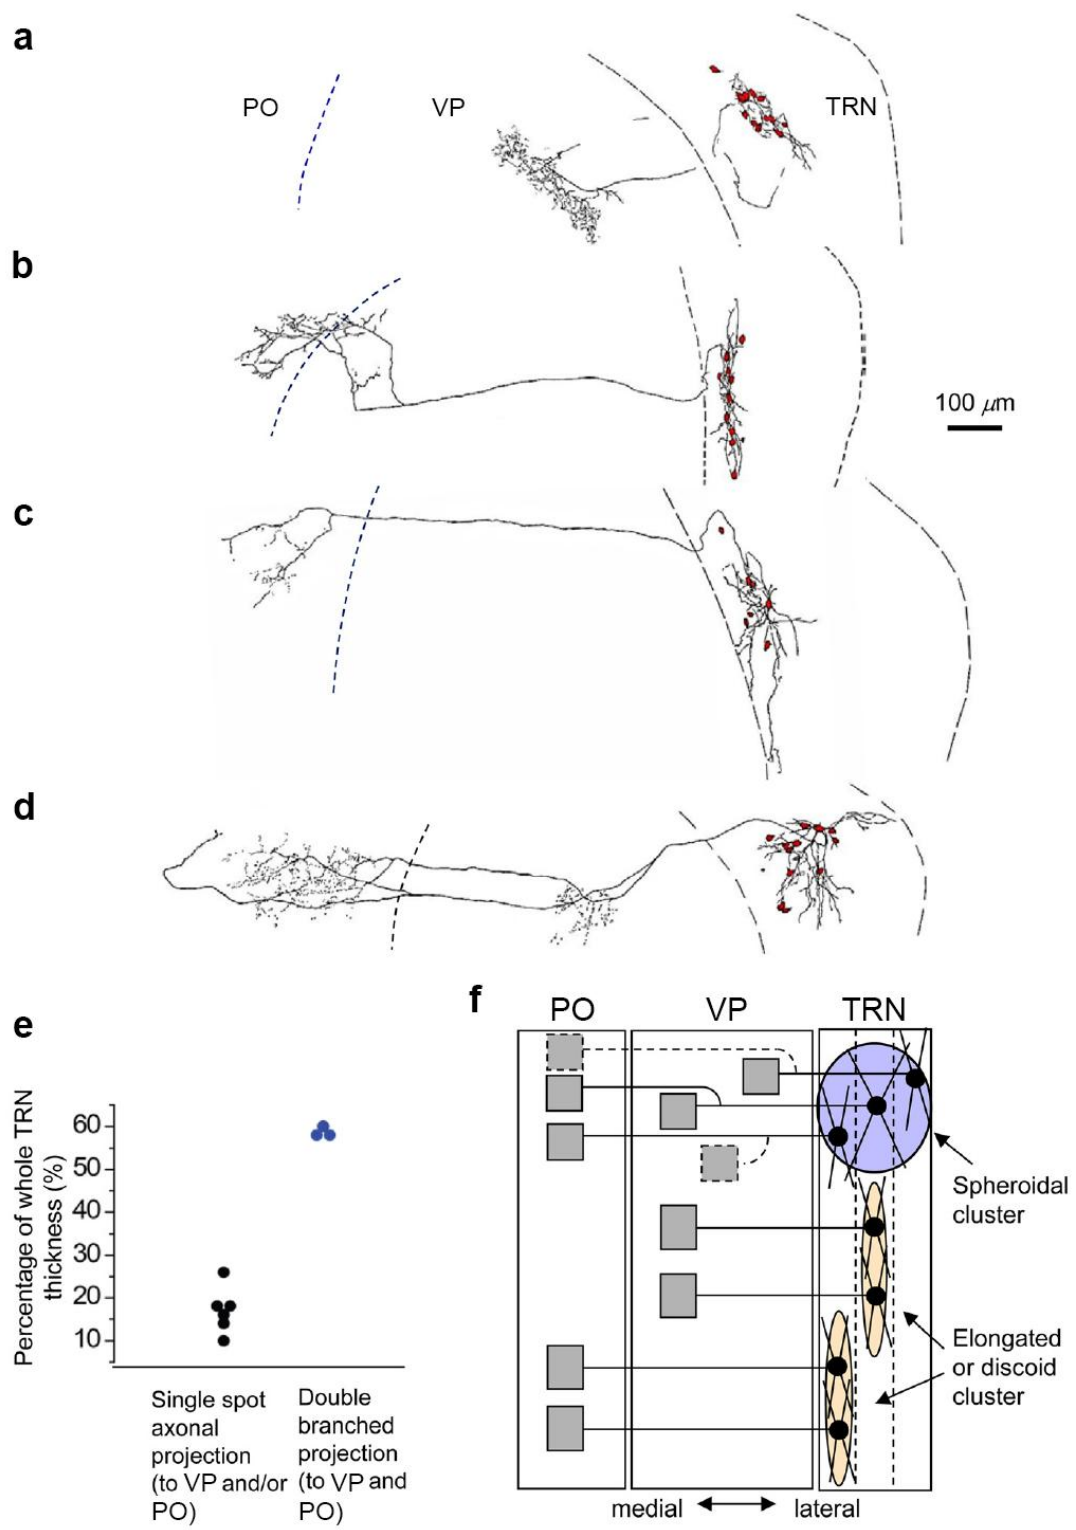 a
PO
VP
TRN
b
100 μm
c
d
e
Percentage of whole TRN
thickness (%)
60
50
40
30
20
10
Single spot
axonal
projection
(to VP and/or
PO)
Double
branched
projection
(to VP and
PO)
f
PO
VP
TRN
Spheroidal
cluster
Elongated
or discoid
cluster
medial
lateral